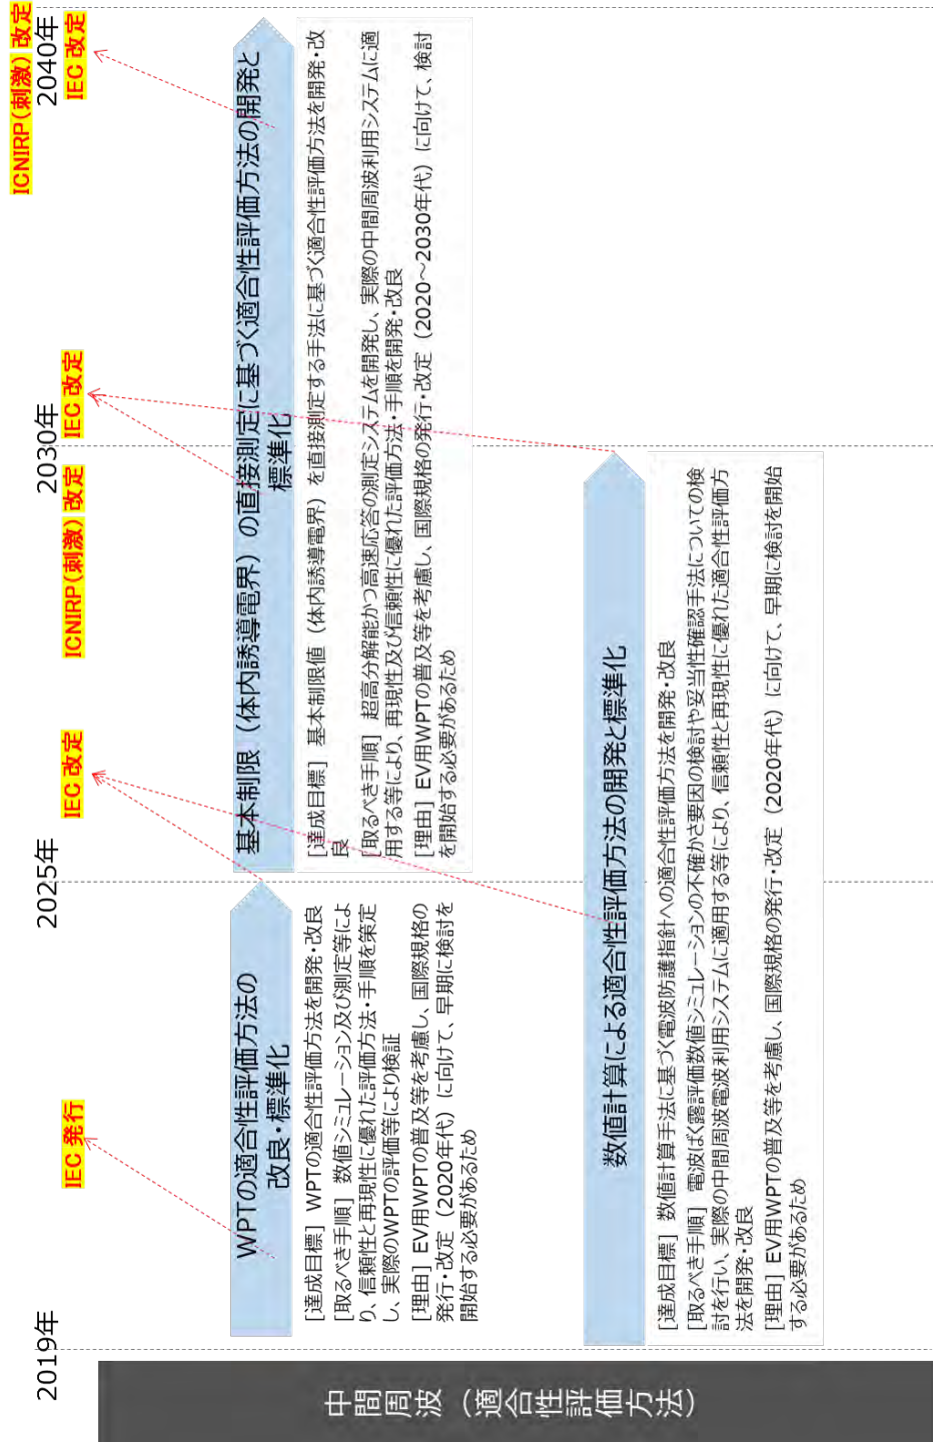 中間周波（適合性評価方法）
2019年
2025年
2030年
2040年
IEC 発行
IEC 改定
ICNIRP(刺激) 改定
IEC 改定
ICNIRP(刺激) 改定
IEC 改定
WPTの適合性評価方法の
改良・標準化
[達成目標] WPTの適合性評価方法を開発・改良
[取るべき手順] 数値シミュレーション及び測定等によ
り、信頼性と再現性に優れた評価方法・手順を策定
し、実際のWPTの評価等により検証
[理由] EV用WPTの普及等を考慮し、国際規格の
発行・改定（2020年代）に向けて、早期に検討を
開始する必要があるため
基本制限（体内誘導電界）の直接測定に基づく適合性評価方法の開発と
標準化
[達成目標] 基本制限値（体内誘導電界）を直接測定する手法に基づく適合性評価方法を開発・改
良
[取るべき手順] 超高分解能かつ高速応答の測定システムを開発し、実際の中間周波利用システムに適
用する等により、再現性及び信頼性に優れた評価方法・手順を開発・改良
[理由] EV用WPTの普及等を考慮し、国際規格の発行・改定（2020～2030年代）に向けて、検討
を開始する必要があるため
数値計算による適合性評価方法の開発と標準化
[達成目標] 数値計算手法に基づく電波防護指針への適合性評価方法を開発・改良
[取るべき手順] 電波ばく露評価数値シミュレーションの不確かさ要因の検討や妥当性確認手法についての検
討を行い、実際の中間周波電波利用システムに適用する等により、信頼性と再現性に優れた適合性評価方
法を開発・改良
[理由] EV用WPTの普及等を考慮し、国際規格の発行・改定（2020年代）に向けて、早期に検討を開始
する必要があるため